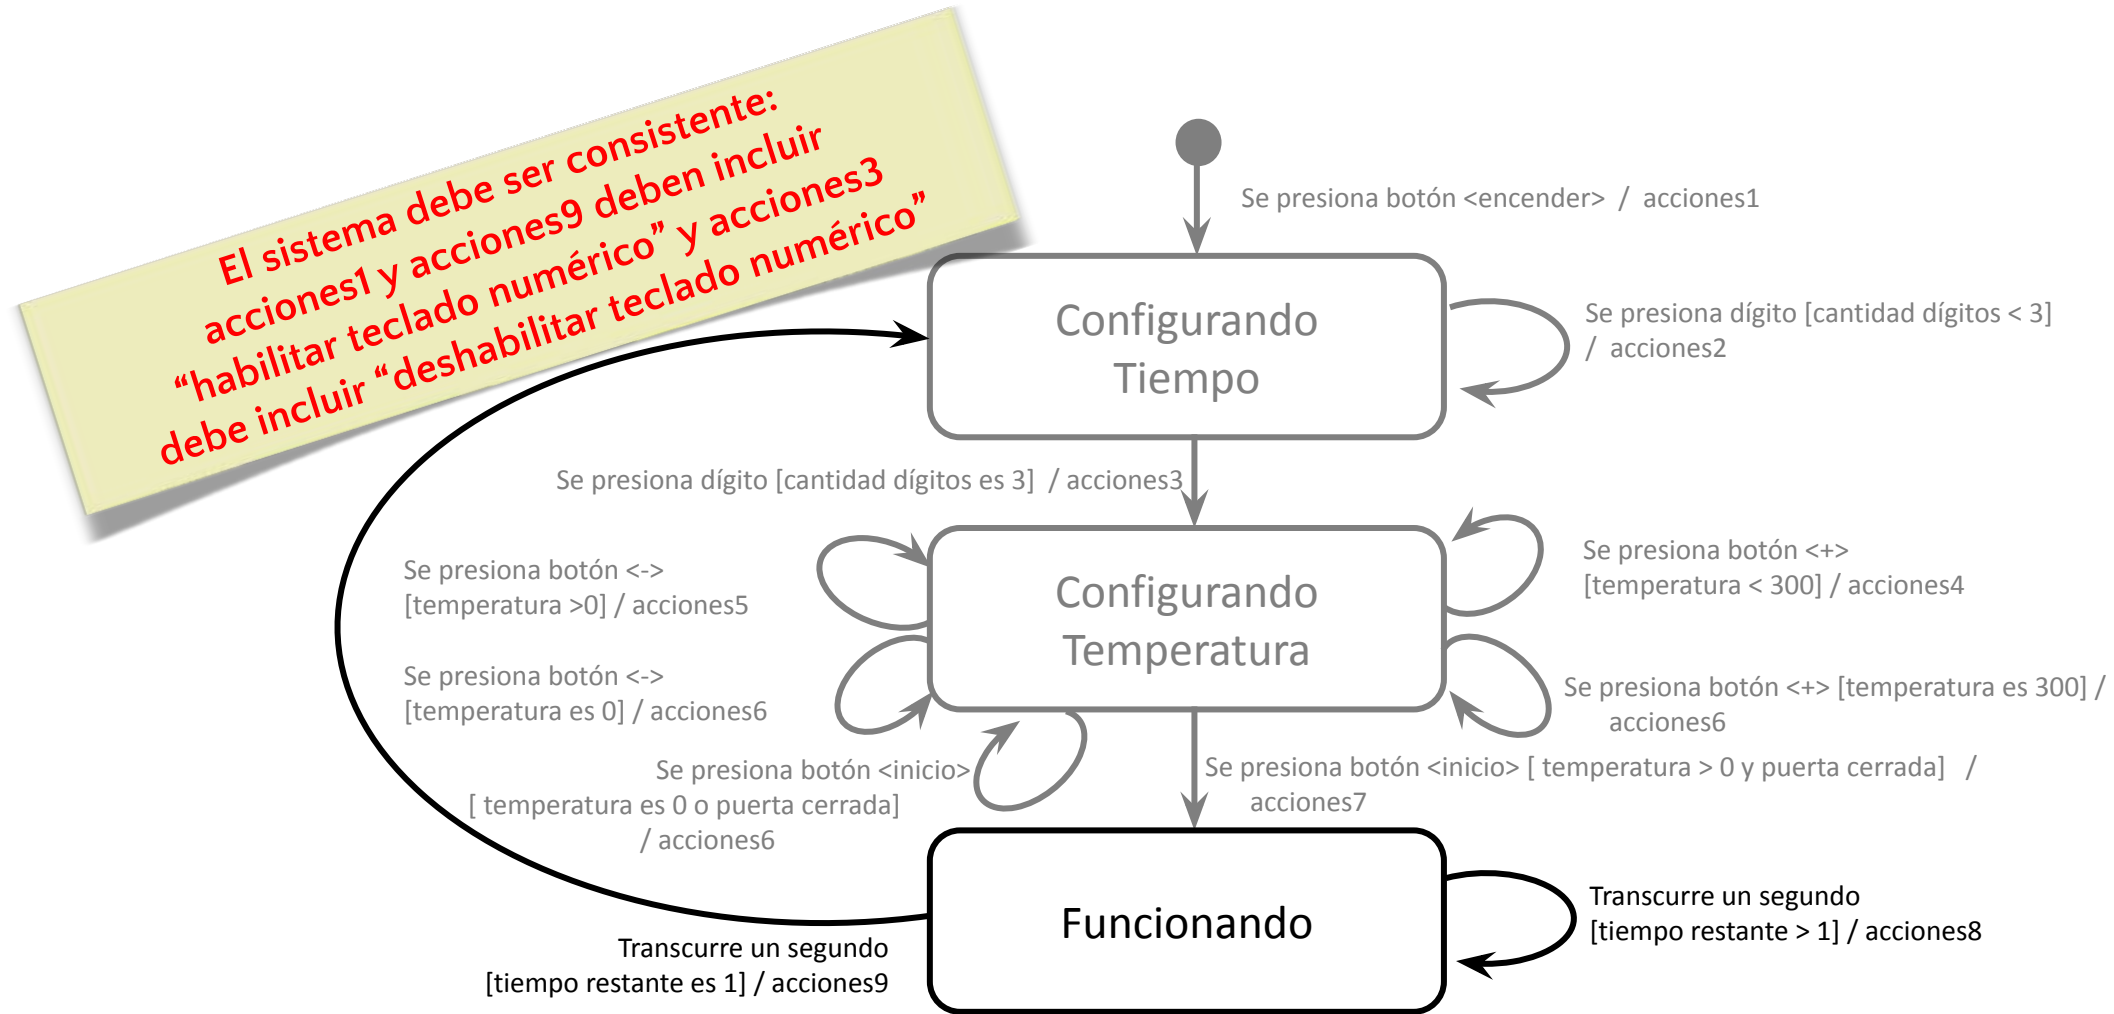 El sistema debe ser consistente:
acciones1 y acciones9 deben incluir
“habilitar teclado numérico” y acciones3
debe incluir “deshabilitar teclado numérico”
Se presiona botón <encender> / acciones1
Configurando
Tiempo
Se presiona dígito [cantidad dígitos < 3]
/ acciones2
Se presiona dígito [cantidad dígitos es 3] / acciones3
Se presiona botón <->
[temperatura >0] / acciones5
Configurando
Temperatura
Se presiona botón <+>
[temperatura < 300] / acciones4
Se presiona botón <->
[temperatura es 0] / acciones6
Se presiona botón <+> [temperatura es 300] /
acciones6
Se presiona botón <inicio>
[ temperatura es 0 o puerta cerrada]
/ acciones6
Se presiona botón <inicio> [ temperatura > 0 y puerta cerrada] /
acciones7
Funcionando
Transcurre un segundo
[tiempo restante > 1] / acciones8
Transcurre un segundo
[tiempo restante es 1] / acciones9